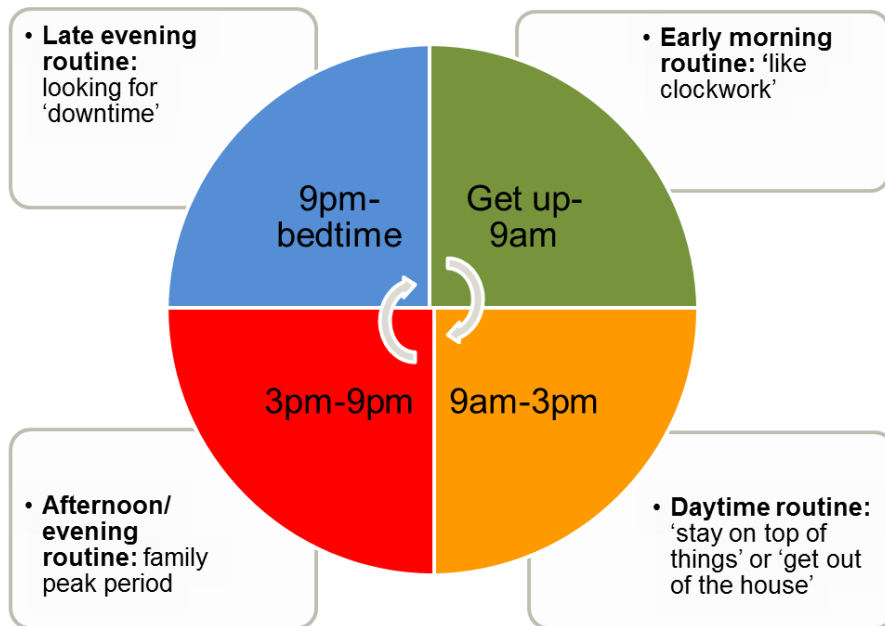 • Late evening
routine:
looking for
‘downtime’
• Early morning
routine: ‘like
clockwork’
9pm-
bedtime
Get up-
9am
3pm-9pm
9am-3pm
• Afternoon/
evening
routine: family
peak period
• Daytime routine:
‘stay on top of
things’ or ‘get out
of the house’